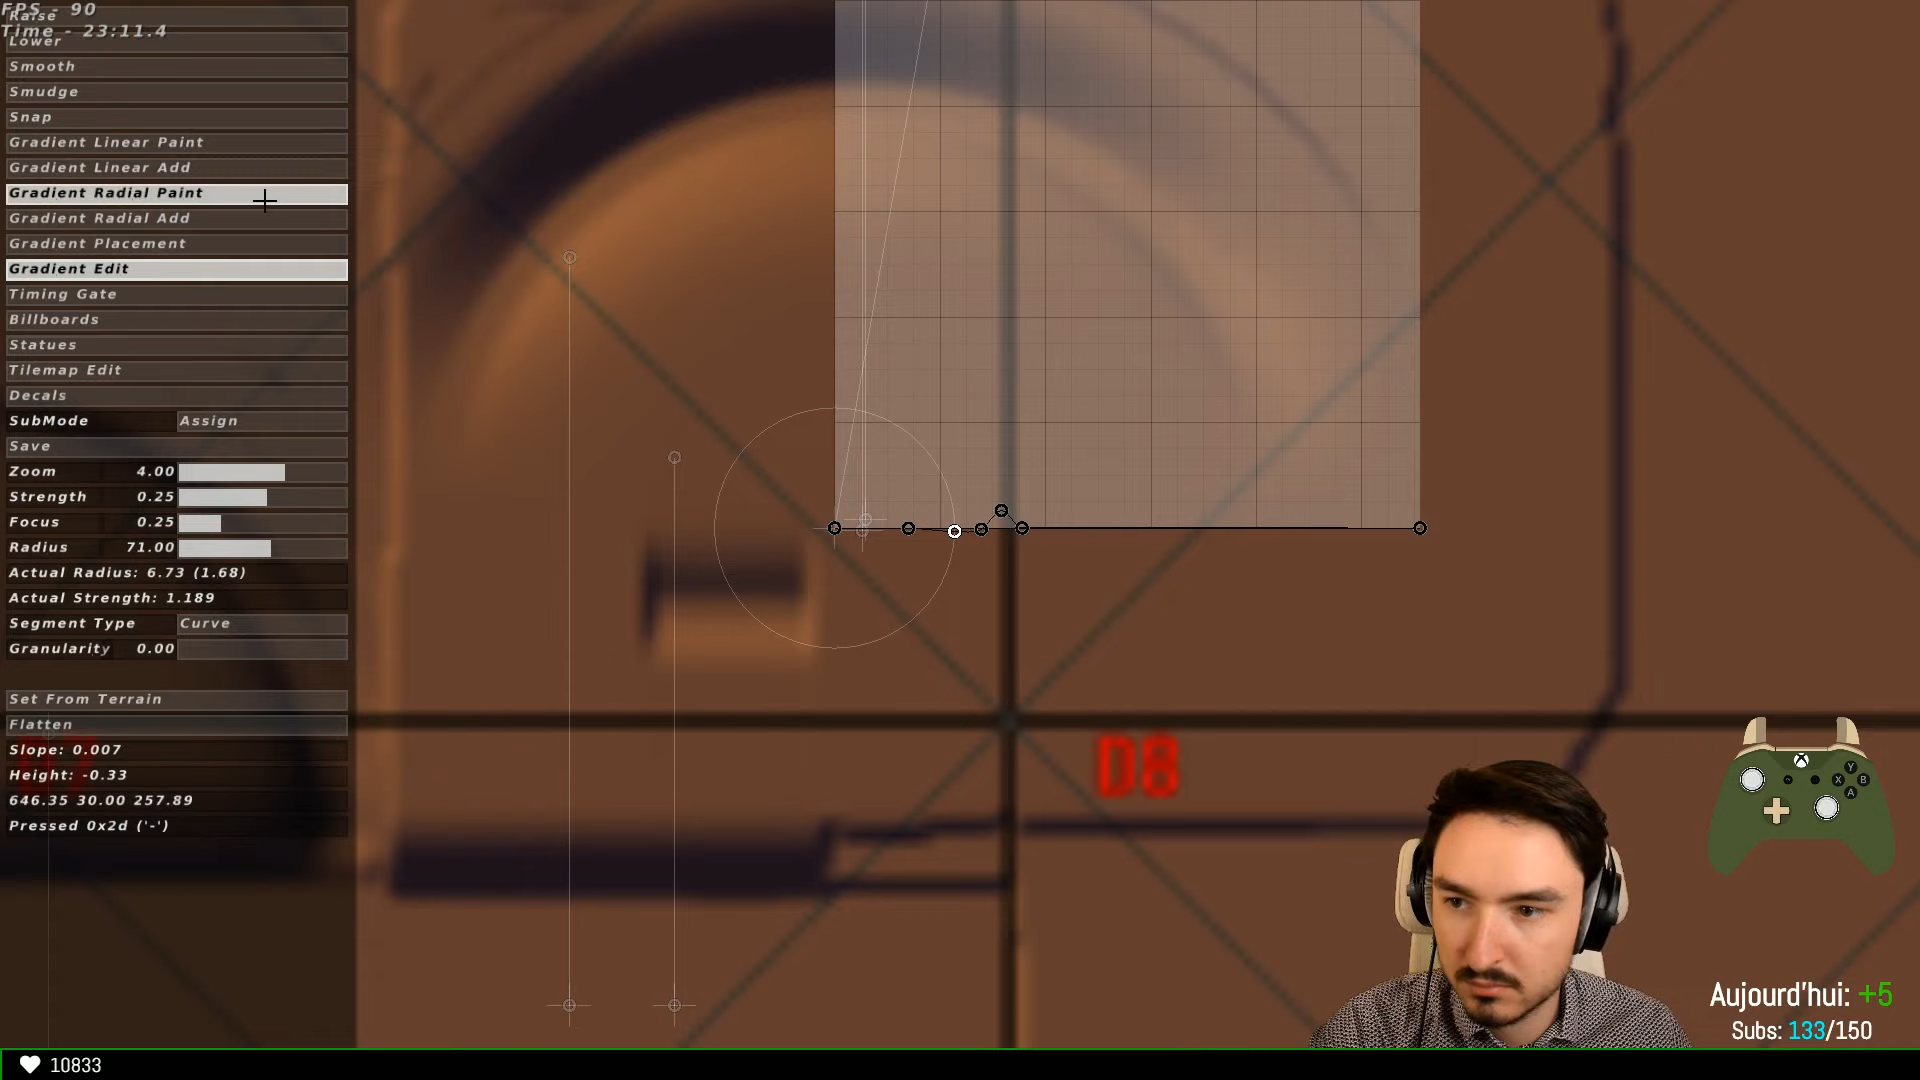 FPS - 90
Raise
Time - 23:11.4
Lower
Smooth
Smudge
Snap
Gradient Linear Paint
Gradient Linear Add
Gradient Radial Paint
Gradient Radial Add
Gradient Placement
Gradient Edit
Timing Gate
Billboards
Statues
Tilemap Edit
Decals
SubMode Assign
Save
Zoom 4.00
Strength 0.25
Focus 0.25
Radius 71.00
Actual Radius: 6.73 (1.68)
Actual Strength: 1.189
Segment Type Curve
Granularity 0.00
Set From Terrain
Flatten
Slope: 0.007
Height: -0.33
646.35 30.00 257.89
Pressed 0x2d ('-')
D7
D8
X
Y
B
A
Aujourd'hui: +5
Subs: 133/150
10833